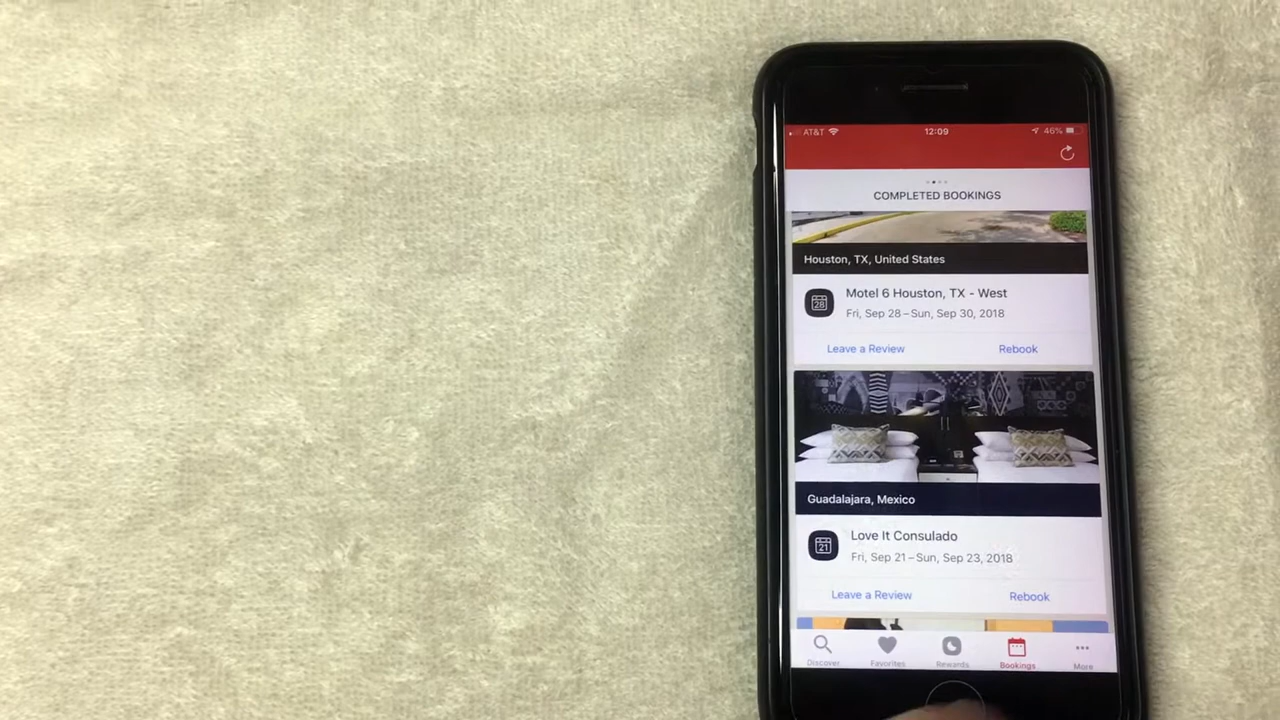 AT&T 12:09 46%
COMPLETED BOOKINGS
Houston, TX, United States
28
Motel 6 Houston, TX - West
Fri, Sep 28 – Sun, Sep 30, 2018
Leave a Review Rebook
Guadalajara, Mexico
21
Love It Consulado
Fri, Sep 21 – Sun, Sep 23, 2018
Leave a Review Rebook
Discover Favorites Rewards Bookings More